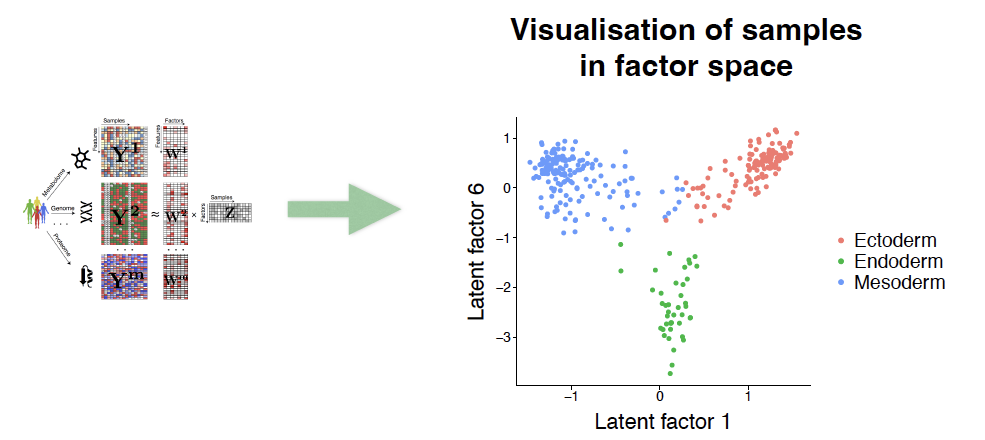 Visualisation of samples
in factor space
Samples
Factors
Features
Features
Y1
W1
Metabolome
Genome
Y2
≈
W2
×
Samples
Factors
Z
. . .
Proteome
. . .
. . .
Ym
Wm
Latent factor 6
1
0
−1
−2
−3
−1
0
1
Latent factor 1
Ectoderm
Endoderm
Mesoderm